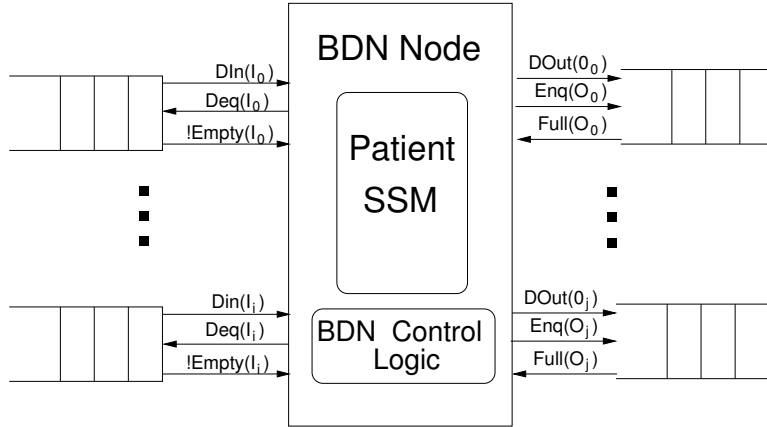 BDN Node
DIn(I0)
Deq(I0)
!Empty(I0)
DOut(00)
Enq(O0)
Full(O0)
Patient
SSM
Din(Ii)
Deq(Ii)
!Empty(Ii)
BDN Control
Logic
DOut(0j)
Enq(Oj)
Full(Oj)